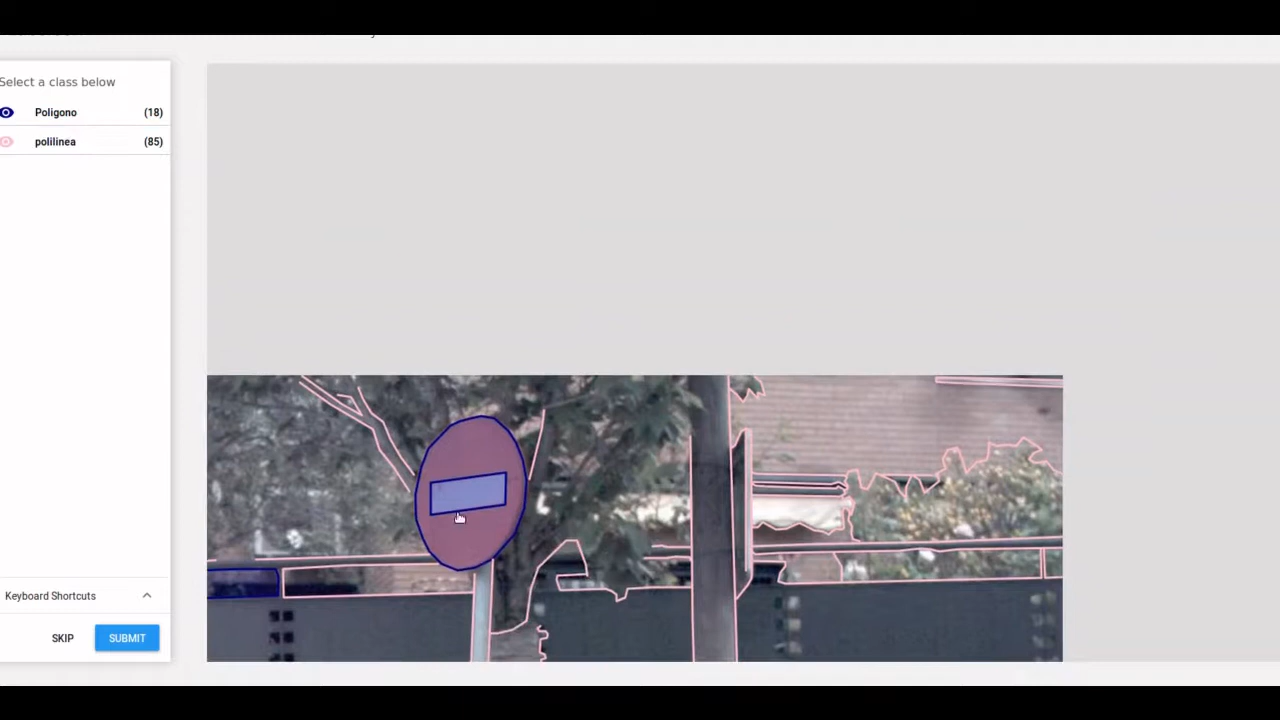 Select a class below
Poligono (18)
polilinea (85)
Keyboard Shortcuts
SKIP SUBMIT